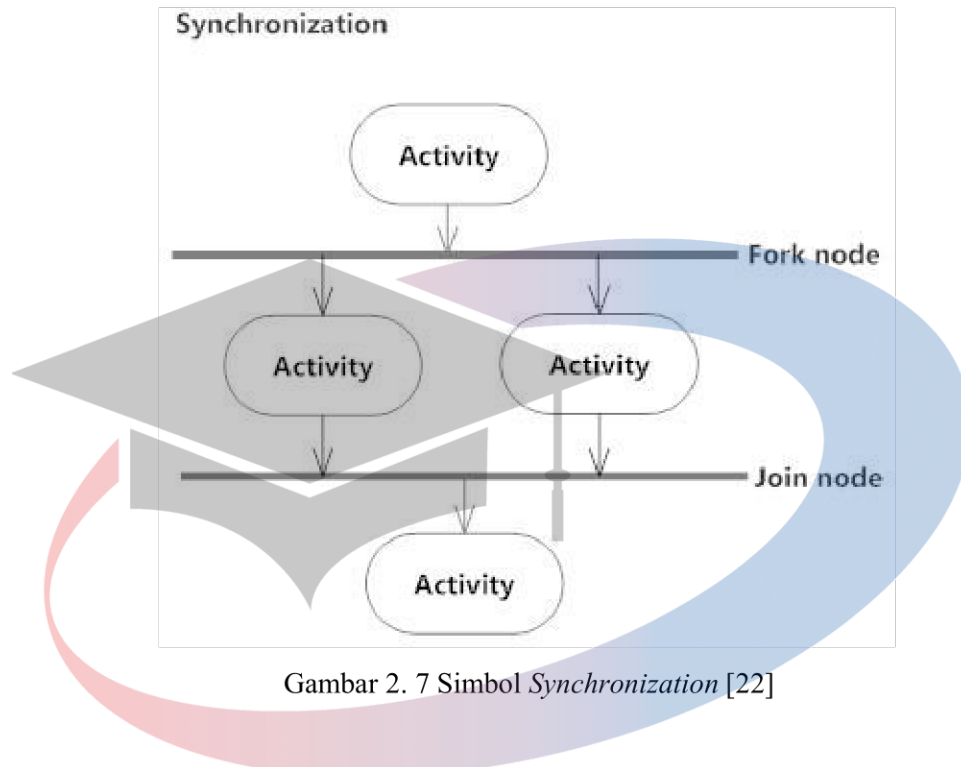 Synchronization
Activity
Fork node
Activity Activity
Join node
Activity
Gambar 2. 7 Simbol Synchronization [22]